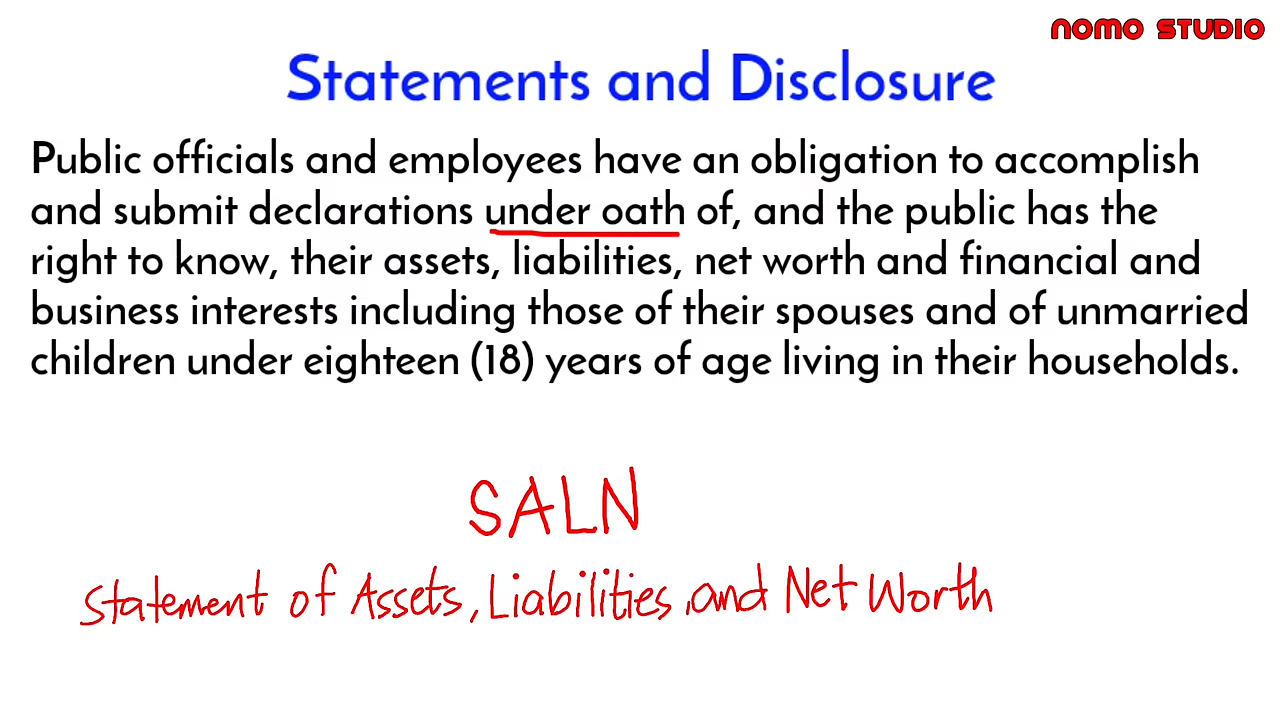 NOMO STUDIO
Statements and Disclosure
Public officials and employees have an obligation to accomplish
and submit declarations under oath of, and the public has the
right to know, their assets, liabilities, net worth and financial and
business interests including those of their spouses and of unmarried
children under eighteen (18) years of age living in their households.
SALN
Statement of Assets, Liabilities, and Net Worth